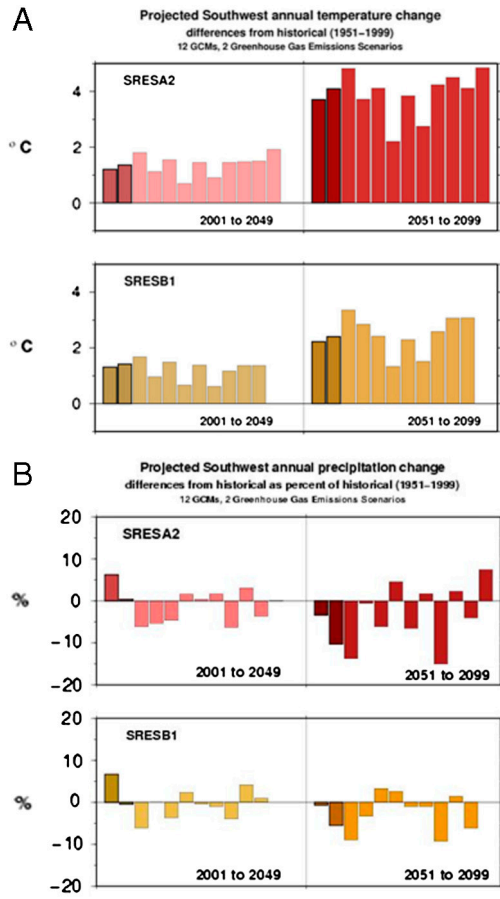 A
Projected Southwest annual temperature change
differences from historical (1951–1999)
12 GCMs, 2 Greenhouse Gas Emissions Scenarios
SRESA2
4
2
0
° C
2001 to 2049
2051 to 2099
SRESB1
4
2
0
° C
2001 to 2049
2051 to 2099
B
Projected Southwest annual precipitation change
differences from historical as percent of historical (1951–1999)
12 GCMs, 2 Greenhouse Gas Emissions Scenarios
20
SRESA2
10
0
%
−10
−20
2001 to 2049
2051 to 2099
20
SRESB1
10
0
%
−10
−20
2001 to 2049
2051 to 2099